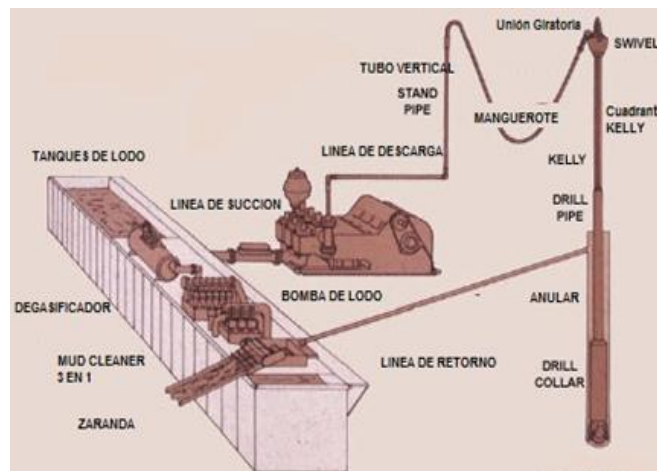 Unión Giratoria
SWIVEL
TUBO VERTICAL
STAND
PIPE
MANGUEROTE
Cuadrant
KELLY
TANQUES DE LODO
LINEA DE DESCARGA
KELLY
LINEA DE SUCCION
DRILL
PIPE
DEGASIFICADOR
BOMBA DE LODO
ANULAR
MUD CLEANER
3 EN 1
LINEA DE RETORNO
DRILL
COLLAR
ZARANDA